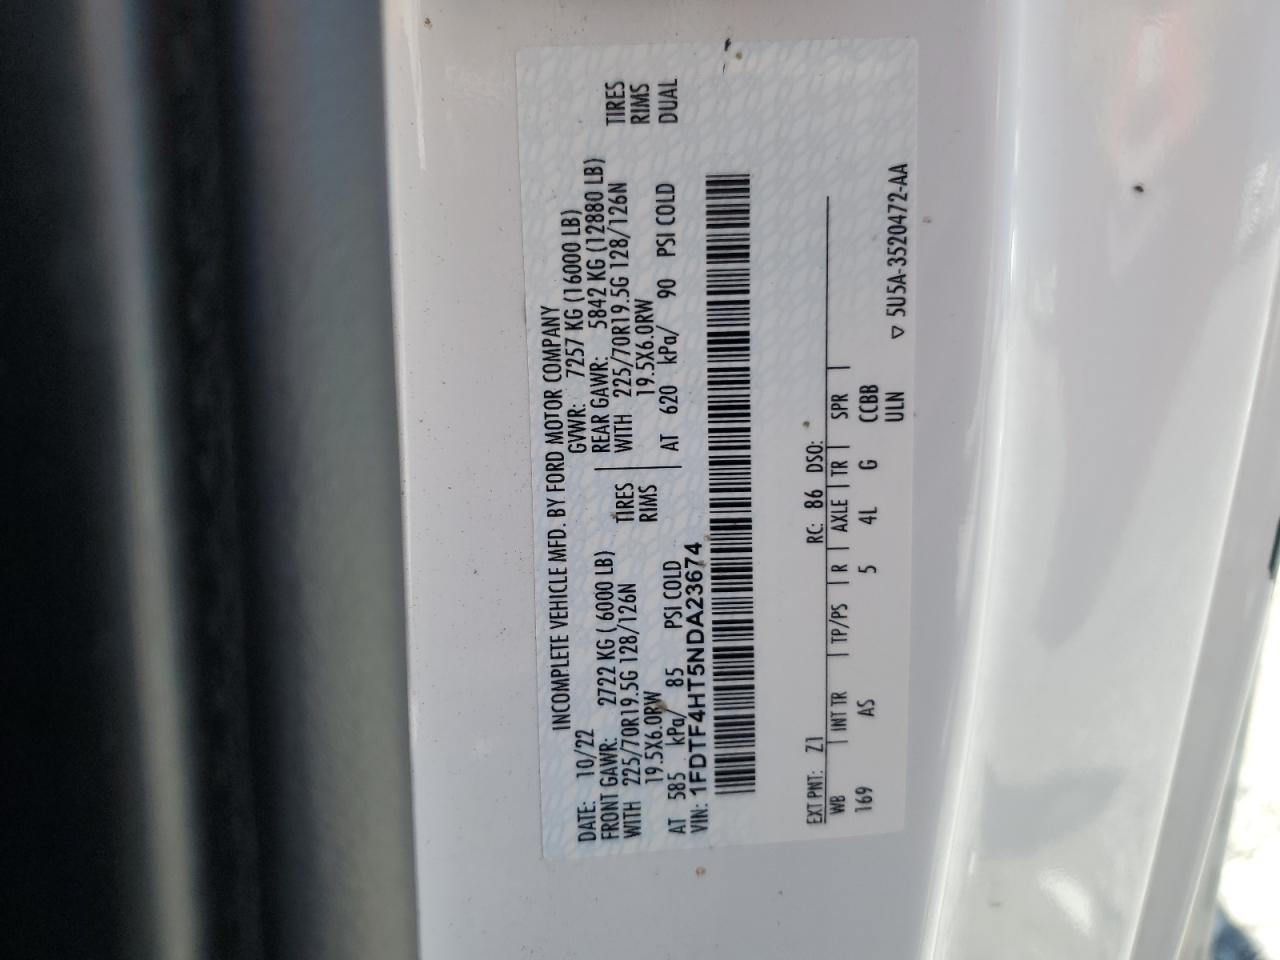 INCOMPLETE VEHICLE MFD. BY FORD MOTOR COMPANY
DATE: 10/22 GVWR: 7257 KG (16000 LB)
FRONT GAWR: 2722 KG ( 6000 LB) REAR GAWR: 5842 KG (12880 LB)
WITH 225/70R19.5G 128/126N TIRES WITH 225/70R19.5G 128/126N TIRES
19.5X6.0RW RIMS 19.5X6.0RW RIMS
AT 585 kPa/ 85 PSI COLD AT 620 kPa/ 90 PSI COLD DUAL
VIN: 1FDTF4HT5NDA23674
EXT PNT: Z1 RC: 86 DSO:
WB INT TR TP/PS R AXLE TR SPR
169 AS 5 4L G CCBB
ULN
▽ 5U5A-3520472-AA